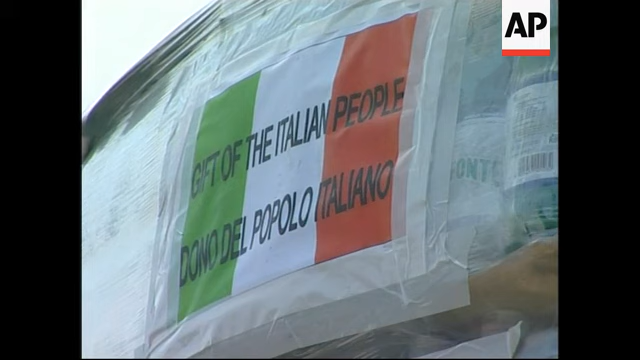 AP
GIFT OF THE ITALIAN PEOPLE
DONO DEL POPOLO ITALIANO